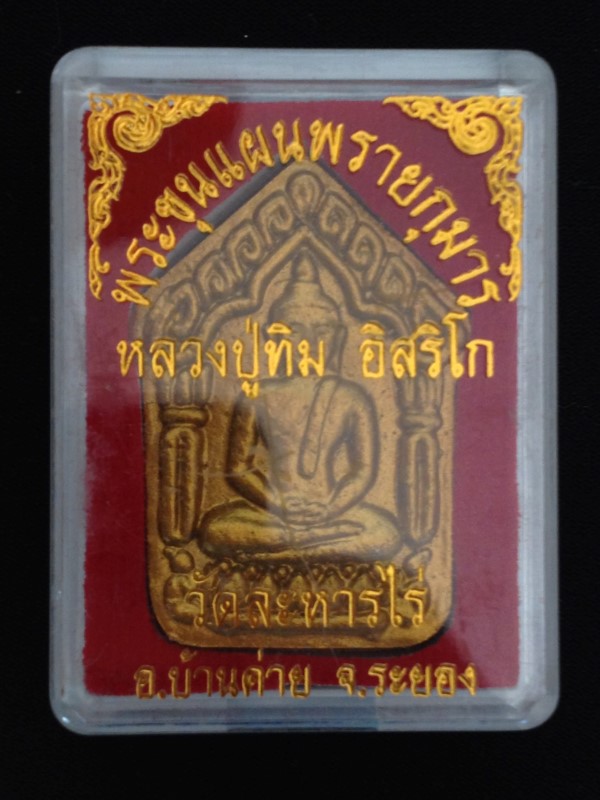 พระขุนแผนพรายกุมาร
หลวงปู่ทิม อิสริโก
วัดละหารไร่
อ.บ้านค่าย จ.ระยอง